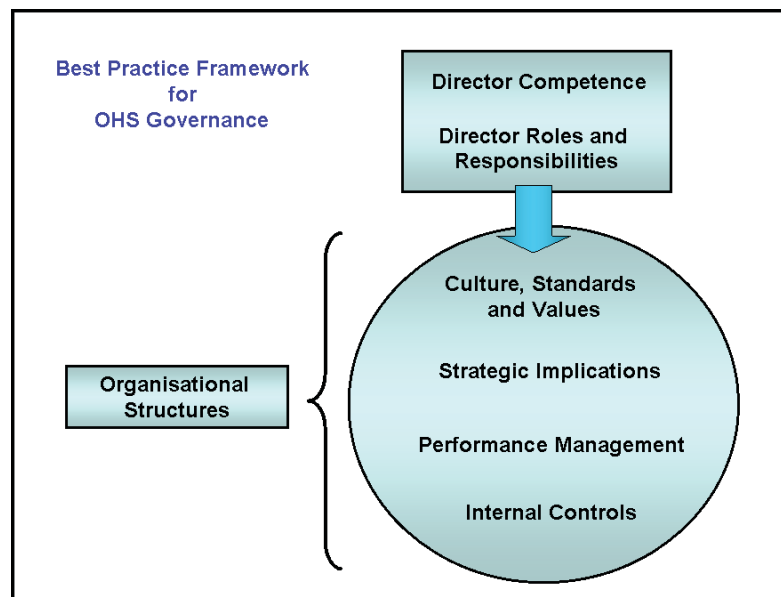 Best Practice Framework
for
OHS Governance
Director Competence
Director Roles and
Responsibilities
Culture, Standards
and Values
Strategic Implications
Performance Management
Internal Controls
Organisational
Structures